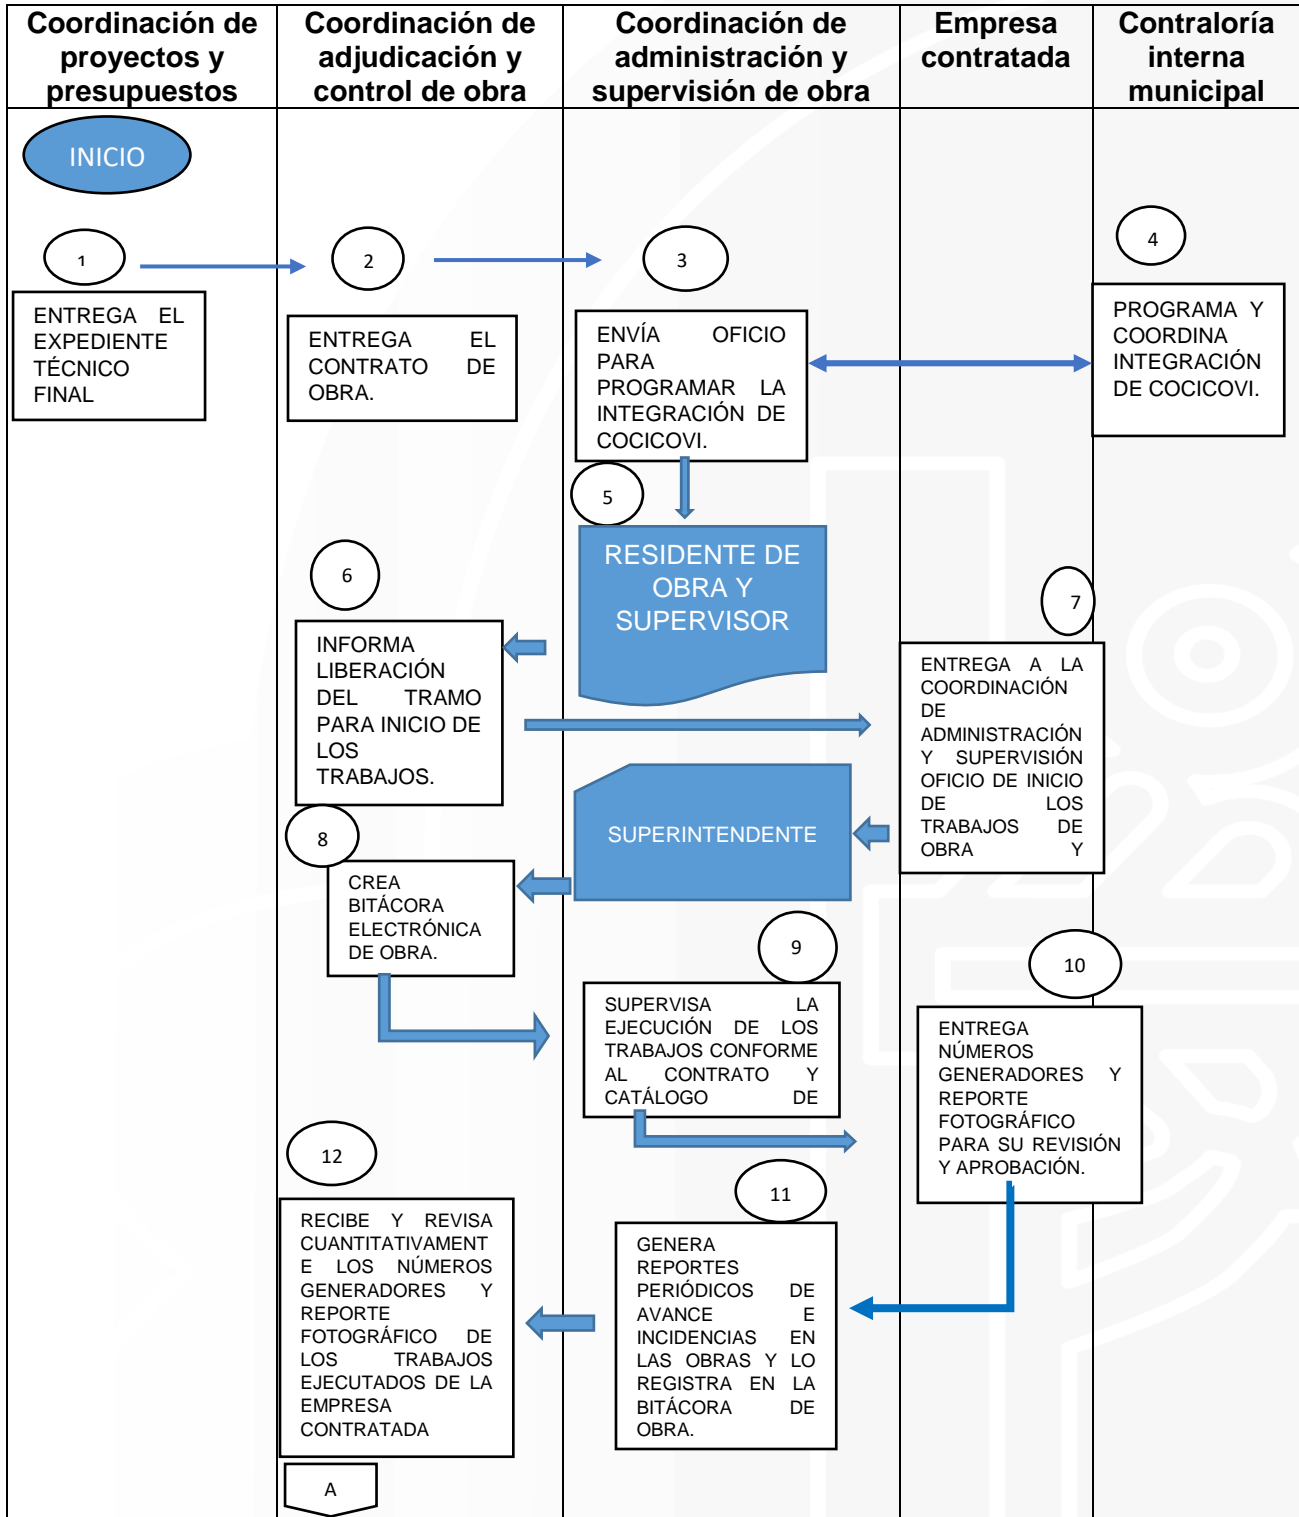 Coordinación de
proyectos y
presupuestos
Coordinación de
adjudicación y
control de obra
Coordinación de
administración y
supervisión de obra
Empresa
contratada
Contraloría
interna
municipal
INICIO
1
ENTREGA EL
EXPEDIENTE
TÉCNICO
FINAL
2
ENTREGA EL
CONTRATO DE
OBRA.
3
ENVÍA OFICIO
PARA
PROGRAMAR LA
INTEGRACIÓN DE
COCICOVI.
4
PROGRAMA Y
COORDINA
INTEGRACIÓN
DE COCICOVI.
5
RESIDENTE DE
OBRA Y
SUPERVISOR
6
INFORMA
LIBERACIÓN
DEL TRAMO
PARA INICIO DE
LOS
TRABAJOS.
7
ENTREGA A LA
COORDINACIÓN
DE
ADMINISTRACIÓN
Y SUPERVISIÓN
OFICIO DE INICIO
DE LOS
TRABAJOS DE
OBRA Y
SUPERINTENDENTE
8
CREA
BITÁCORA
ELECTRÓNICA
DE OBRA.
9
SUPERVISA LA
EJECUCIÓN DE LOS
TRABAJOS CONFORME
AL CONTRATO Y
CATÁLOGO DE
10
ENTREGA
NÚMEROS
GENERADORES Y
REPORTE
FOTOGRÁFICO
PARA SU REVISIÓN
Y APROBACIÓN.
11
GENERA
REPORTES
PERIÓDICOS DE
AVANCE E
INCIDENCIAS EN
LAS OBRAS Y LO
REGISTRA EN LA
BITÁCORA DE
OBRA.
12
RECIBE Y REVISA
CUANTITATIVAMENT
E LOS NÚMEROS
GENERADORES Y
REPORTE
FOTOGRÁFICO DE
LOS TRABAJOS
EJECUTADOS DE LA
EMPRESA
CONTRATADA
A